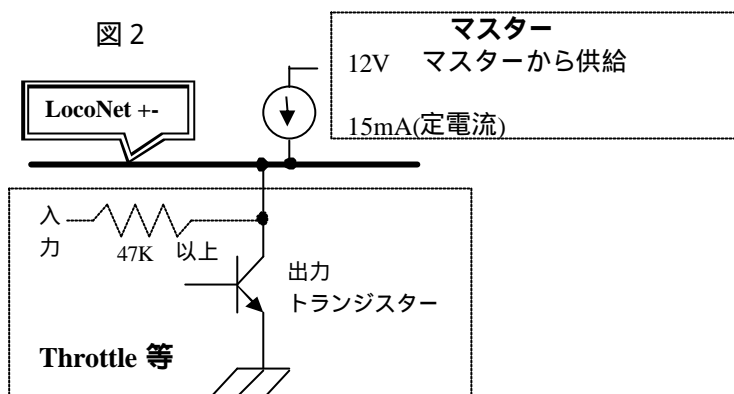 図2
マスター
12V マスターから供給
15mA(定電流)
LocoNet +-
入力
47K 以上
出力
トランジスター
Throttle 等